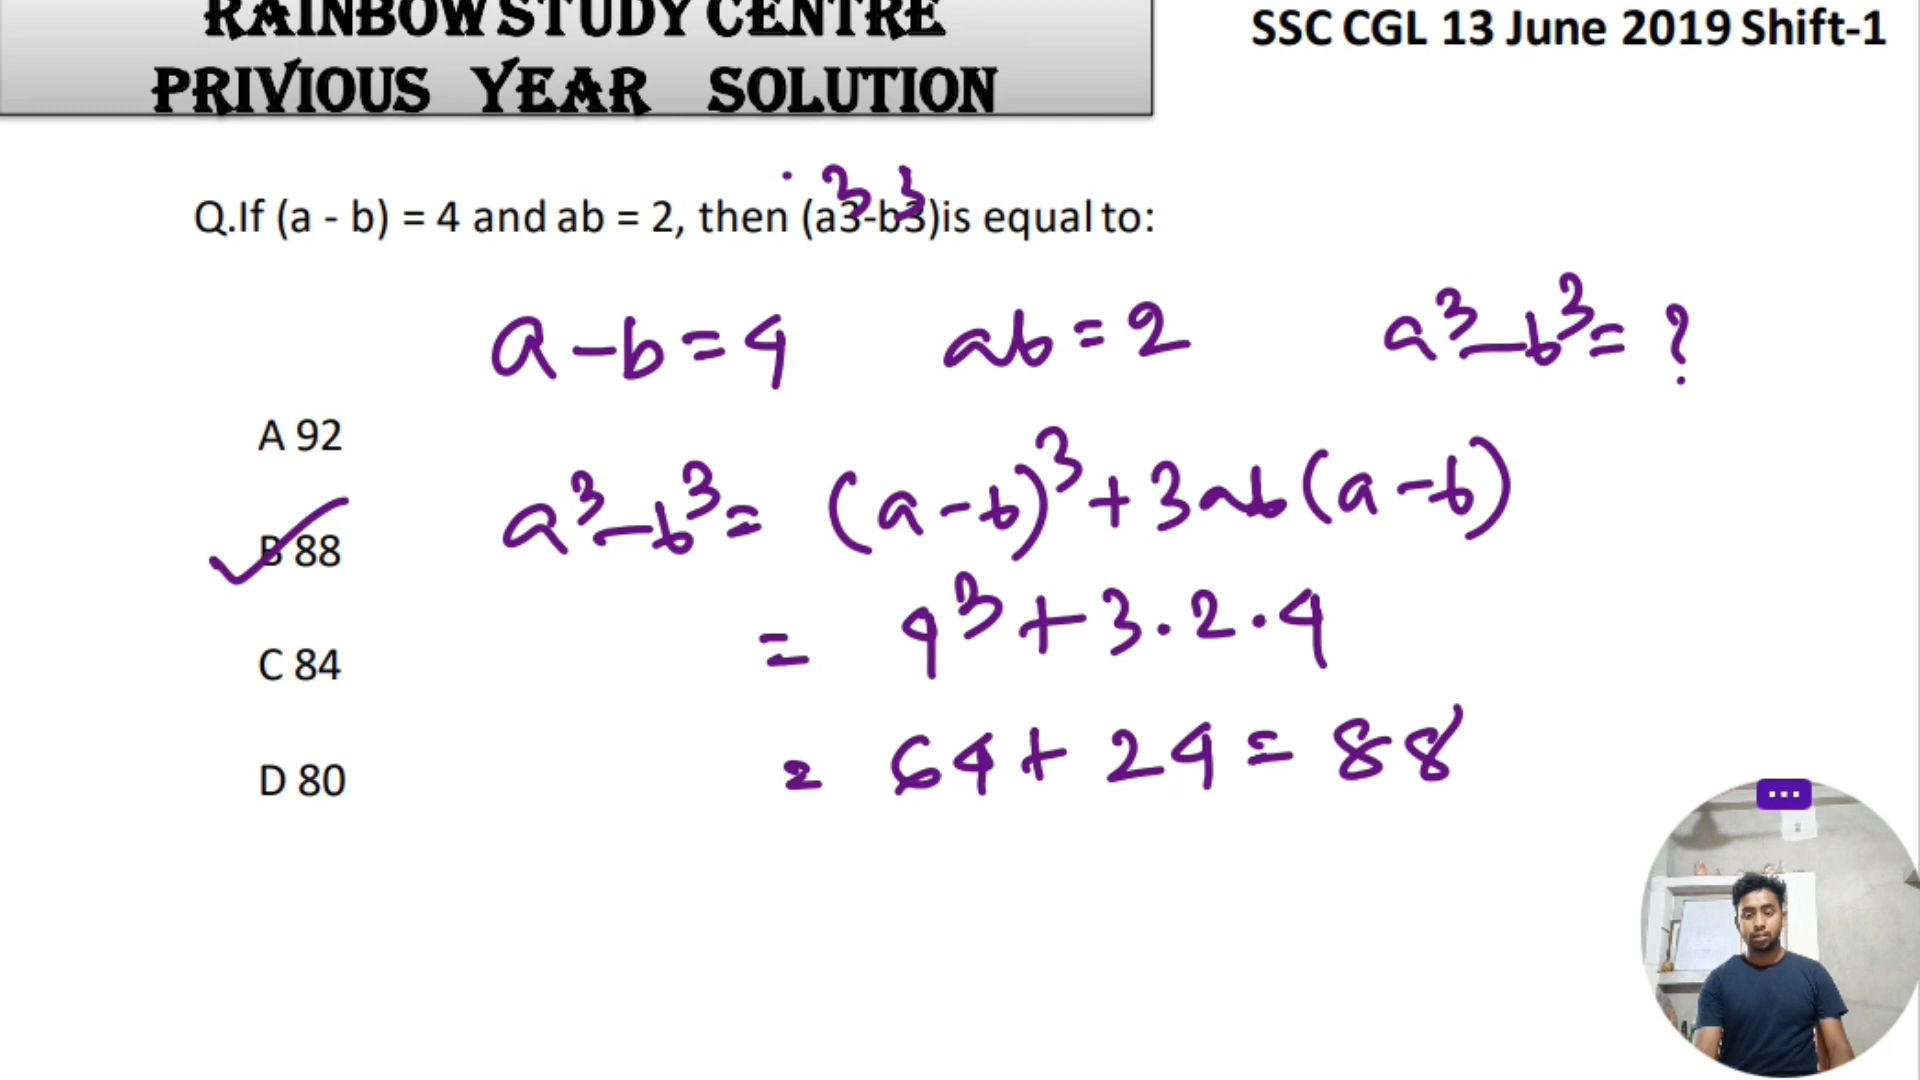 RAINBOW STUDY CENTRE
PRIVIOUS YEAR SOLUTION
SSC CGL 13 June 2019 Shift-1
Q.If (a - b) = 4 and ab = 2, then (a3-b3)is equal to:
a - b = 4 ab = 2 a³ - b³ = ?
A 92
a³ - b³ = (a - b)³ + 3ab(a - b)
B 88
= 4³ + 3 . 2 . 4
C 84
= 64 + 24 = 88
D 80